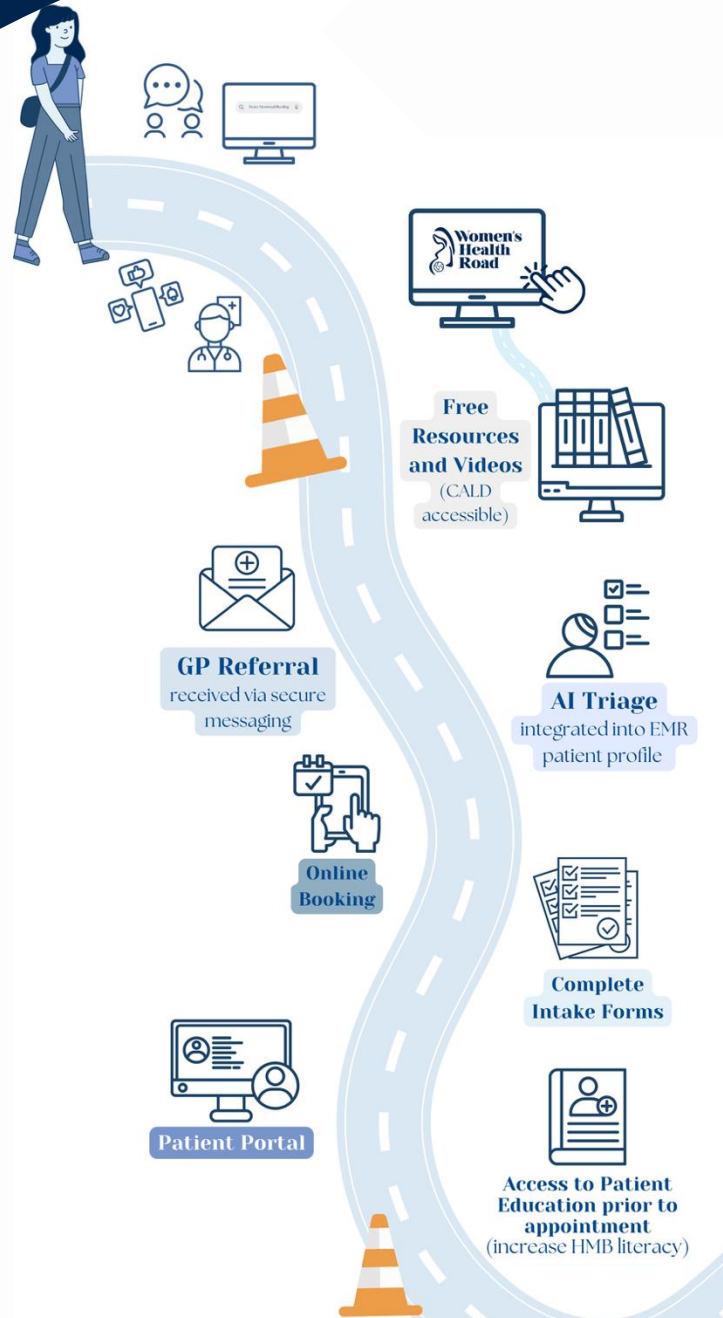 Women's
Health
Road
Free
Resources
and Videos
(CALD
accessible)
GP Referral
received via secure
messaging
AI Triage
integrated into EMR
patient profile
Online
Booking
Complete
Intake Forms
Patient Portal
Access to Patient
Education prior to
appointment
(increase HMB literacy)